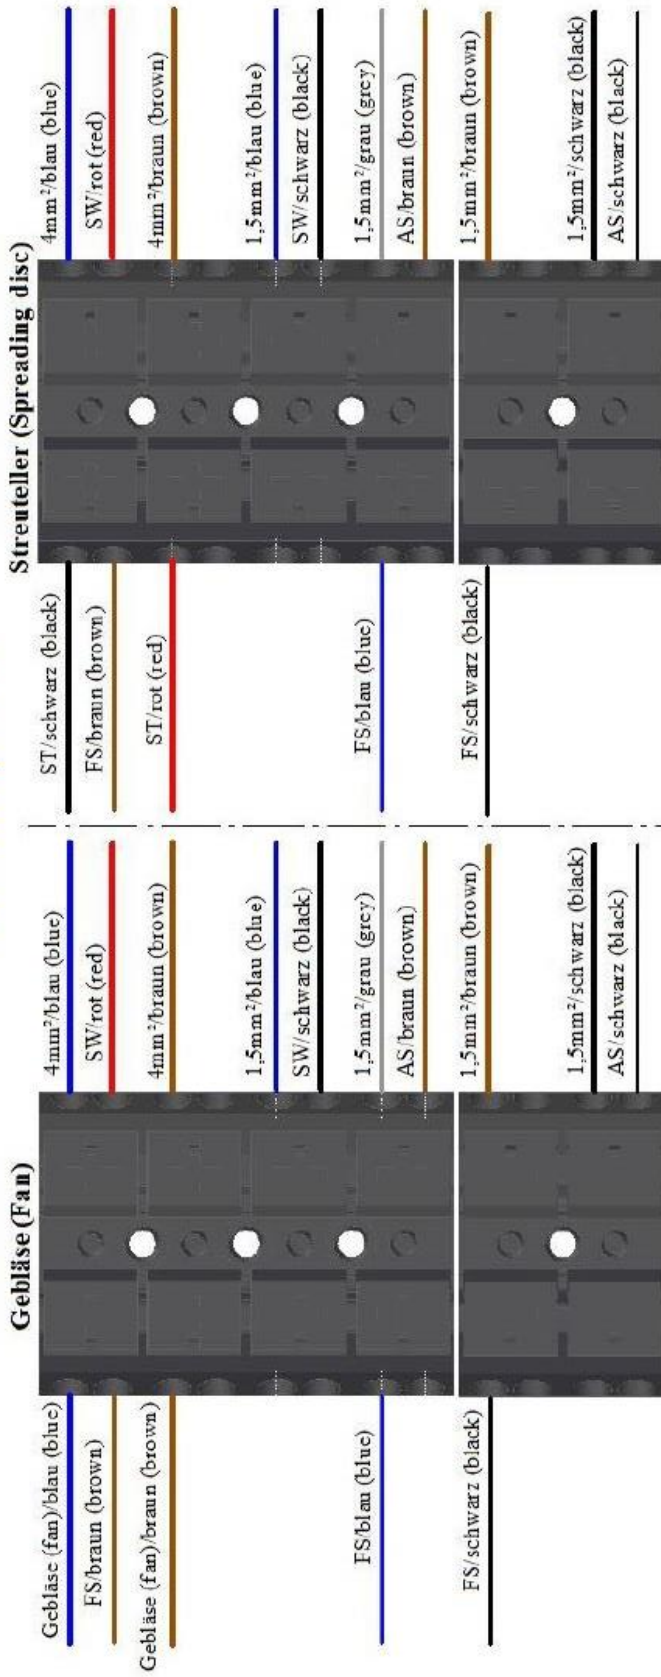 Gebläse (Fan)
Gebläse (fan)/blau (blue)
FS/braun (brown)
Gebläse (fan)/braun (brown)
FS/blau (blue)
FS/schwarz (black)
4mm²/blau (blue)
SW/rot (red)
4mm²/braun (brown)
1,5mm²/blau (blue)
SW/schwarz (black)
1,5mm²/grau (grey)
AS/braun (brown)
1,5mm²/braun (brown)
1,5mm²/schwarz (black)
AS/schwarz (black)
Streuteller (Spreading disc)
ST/schwarz (black)
FS/braun (brown)
ST/rot (red)
FS/blau (blue)
FS/schwarz (black)
4mm²/blau (blue)
SW/rot (red)
4mm²/braun (brown)
1,5mm²/blau (blue)
SW/schwarz (black)
1,5mm²/grau (grey)
AS/braun (brown)
1,5mm²/braun (brown)
1,5mm²/schwarz (black)
AS/schwarz (black)